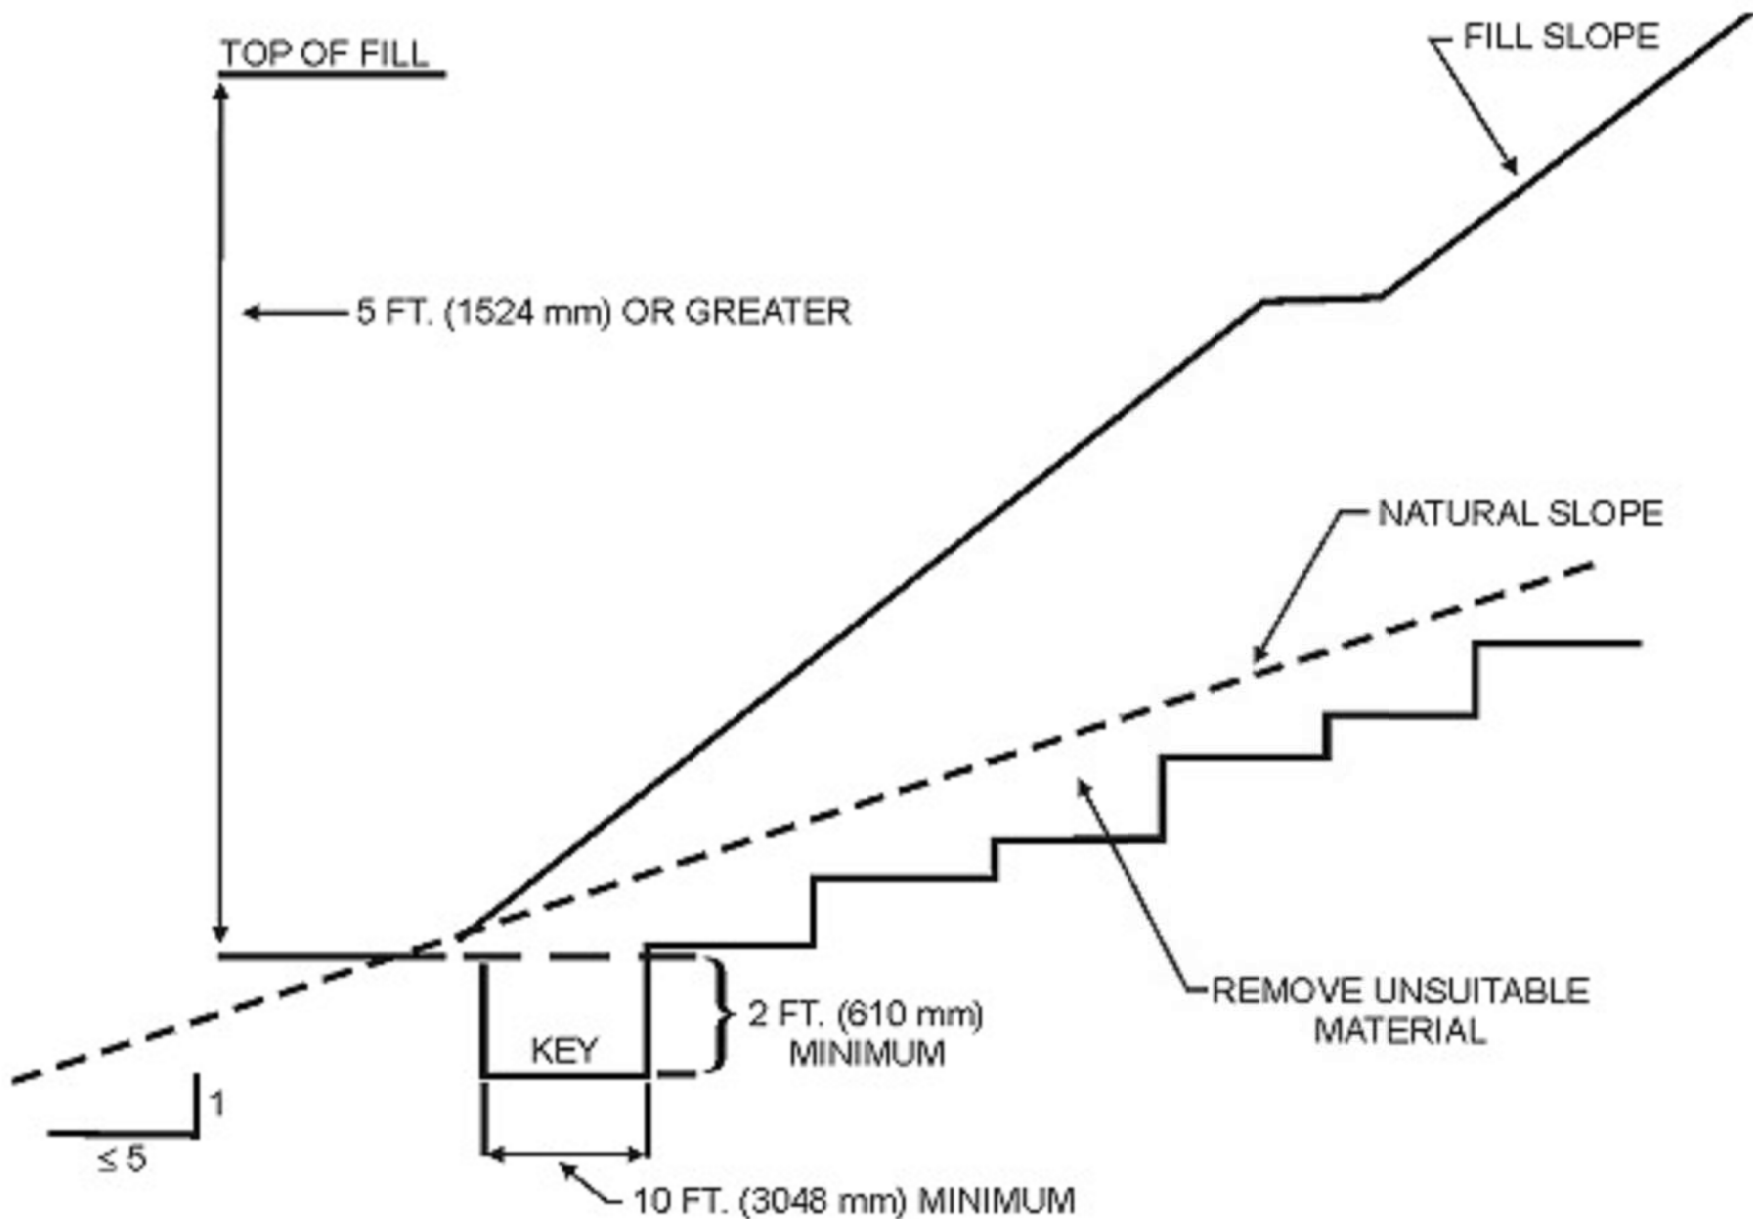 TOP OF FILL
FILL SLOPE
5 FT. (1524 mm) OR GREATER
NATURAL SLOPE
REMOVE UNSUITABLE
MATERIAL
2 FT. (610 mm)
MINIMUM
KEY
1
≤ 5
10 FT. (3048 mm) MINIMUM